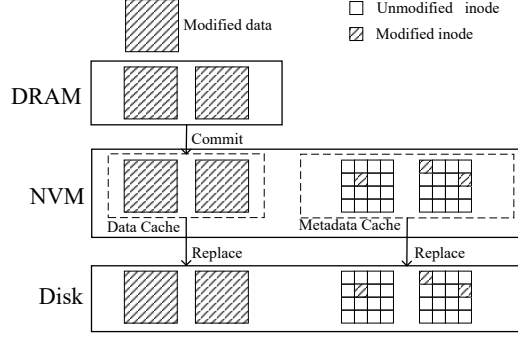 Unmodified inode
Modified data
Modified inode
DRAM
Commit
NVM
Data Cache
Metadata Cache
Replace
Replace
Disk